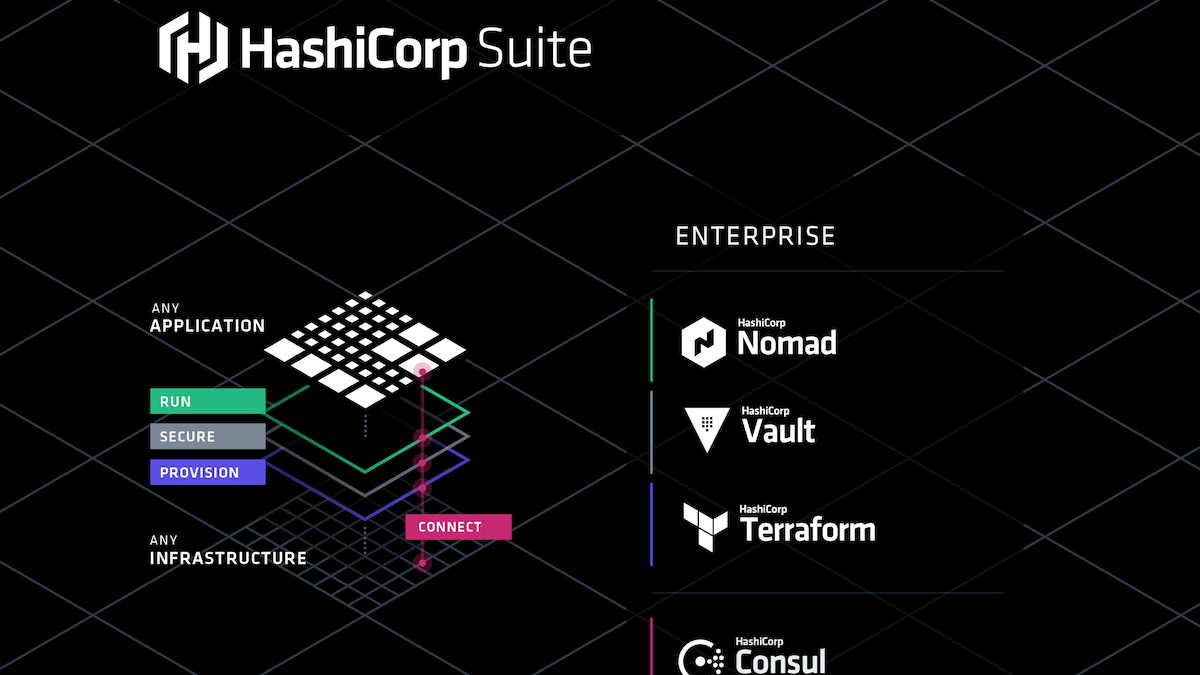 HashiCorp Suite
ENTERPRISE
ANY
APPLICATION
RUN
SECURE
PROVISION
CONNECT
ANY
INFRASTRUCTURE
HashiCorp
Nomad
HashiCorp
Vault
HashiCorp
Terraform
HashiCorp
Consul